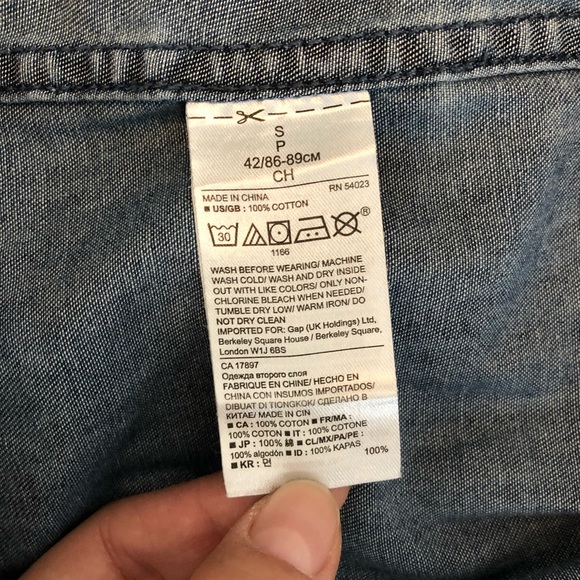 S
P
42/86-89CM
CH
MADE IN CHINA RN 54023
■ US/GB : 100% COTTON
30 ®
1166
WASH BEFORE WEARING/ MACHINE
WASH COLD/ WASH AND DRY INSIDE
OUT WITH LIKE COLORS/ ONLY NON-
CHLORINE BLEACH WHEN NEEDED/
TUMBLE DRY LOW/ WARM IRON/ DO
NOT DRY CLEAN
IMPORTED FOR: Gap (UK Holdings) Ltd.,
Berkeley Square House / Berkeley Square,
London W1J 6BS
CA 17897
Одежда второго слоя
FABRIQUE EN CHINE/ HECHO EN
CHINA CON INSUMOS IMPORTADOS/
DIBUAT DI TIONGKOK/ СДЕЛАНО В
КИТАЕ/ MADE IN CIN
■ CA : 100% COTTON ■ FR/MA :
100% COTON ■ IT : 100% COTONE
■ JP : 100% 綿 ■ CL/MX/PA/PE :
100% algodón ■ ID : 100% KAPAS
■ KR : 면 100%